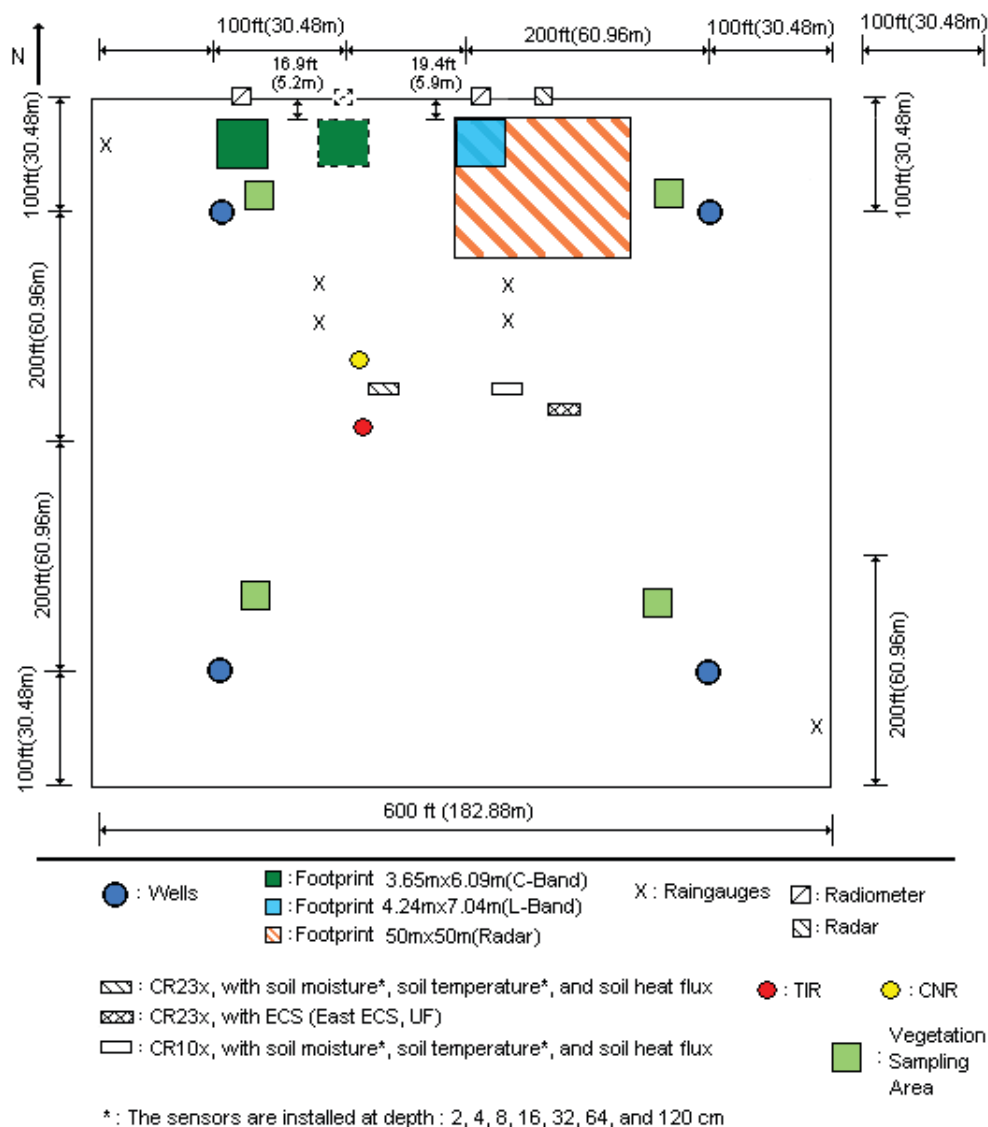 100ft(30.48m)
200ft(60.96m)
100ft(30.48m)
100ft(30.48m)
N
16.9ft
(5.2m)
19.4ft
(5.9m)
100ft(30.48m)
100ft(30.48m)
X
200ft(60.96m)
X
X
X
X
200ft(60.96m)
100ft(30.48m)
X
200ft(60.96m)
600 ft (182.88m)
: Wells
: Footprint 3.65mx6.09m(C-Band)
: Footprint 4.24mx7.04m(L-Band)
: Footprint 50mx50m(Radar)
X : Raingauges
: Radiometer
: Radar
: CR23x, with soil moisture*, soil temperature*, and soil heat flux
: CR23x, with ECS (East ECS, UF)
: CR10x, with soil moisture*, soil temperature*, and soil heat flux
: TIR
: CNR
: Vegetation
Sampling
Area
* : The sensors are installed at depth : 2, 4, 8, 16, 32, 64, and 120 cm